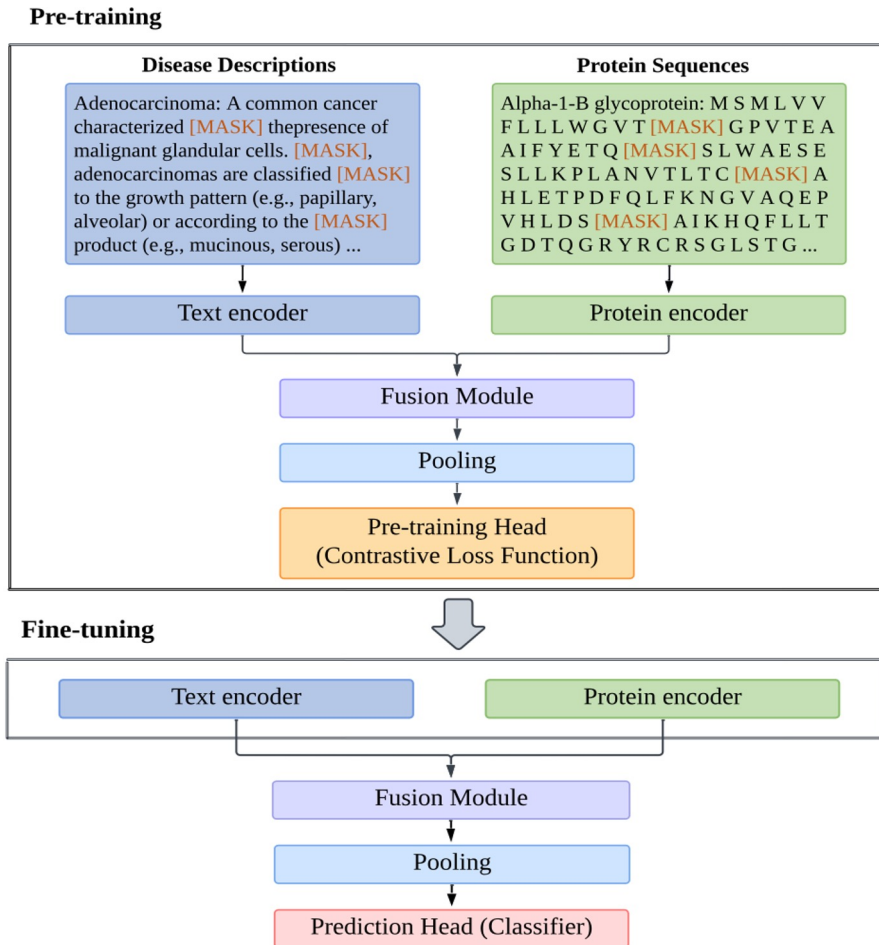 Pre-training
Disease Descriptions
Adenocarcinoma: A common cancer
characterized [MASK] thepresence of
malignant glandular cells. [MASK],
adenocarcinomas are classified [MASK]
to the growth pattern (e.g., papillary,
alveolar) or according to the [MASK]
product (e.g., mucinous, serous) ...
Protein Sequences
Alpha-1-B glycoprotein: M S M L V V
F L L L W G V T [MASK] G P V T E A
A I F Y E T Q [MASK] S L W A E S E
S L L K P L A N V T L T C [MASK] A
H L E T P D F Q L F K N G V A Q E P
V H L D S [MASK] A I K H Q F L L T
G D T Q G R Y R C R S G L S T G ...
Text encoder
Protein encoder
Fusion Module
Pooling
Pre-training Head
(Contrastive Loss Function)
Fine-tuning
Text encoder
Protein encoder
Fusion Module
Pooling
Prediction Head (Classifier)